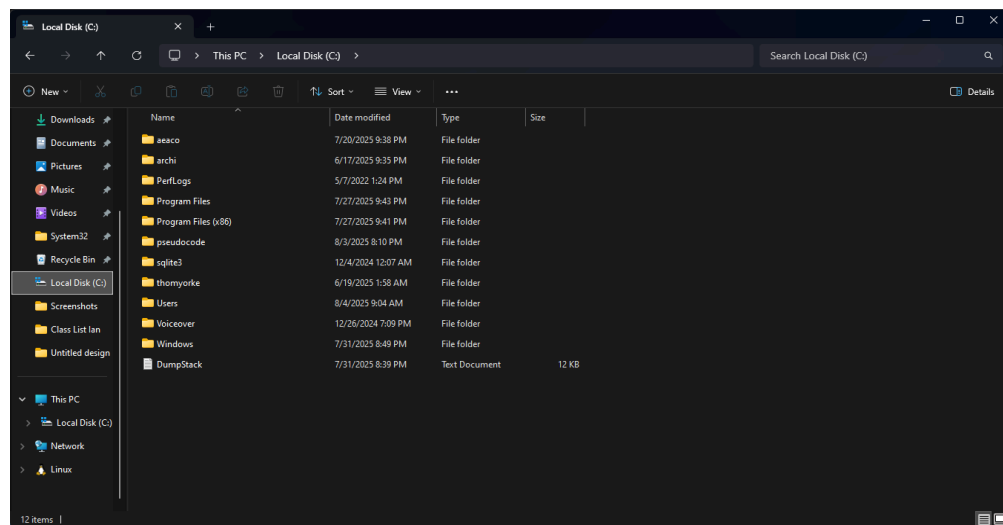 Local Disk (C:)
This PC > Local Disk (C:) >
Search Local Disk (C:)
New
Sort
View
Details
Downloads
Documents
Pictures
Music
Videos
System32
Recycle Bin
Local Disk (C:)
Screenshots
Class List Ian
Untitled design
This PC
Local Disk (C:)
Network
Linux
Name Date modified Type Size
aeaco 7/20/2025 9:38 PM File folder
archi 6/17/2025 9:35 PM File folder
PerfLogs 5/7/2022 1:24 PM File folder
Program Files 7/27/2025 9:43 PM File folder
Program Files (x86) 7/27/2025 9:41 PM File folder
pseudocode 8/3/2025 8:10 PM File folder
sqlite3 12/4/2024 12:07 AM File folder
thomyorke 6/19/2025 1:58 AM File folder
Users 8/4/2025 9:04 AM File folder
Voiceover 12/26/2024 7:09 PM File folder
Windows 7/31/2025 8:49 PM File folder
DumpStack 7/31/2025 8:39 PM Text Document 12 KB
12 items